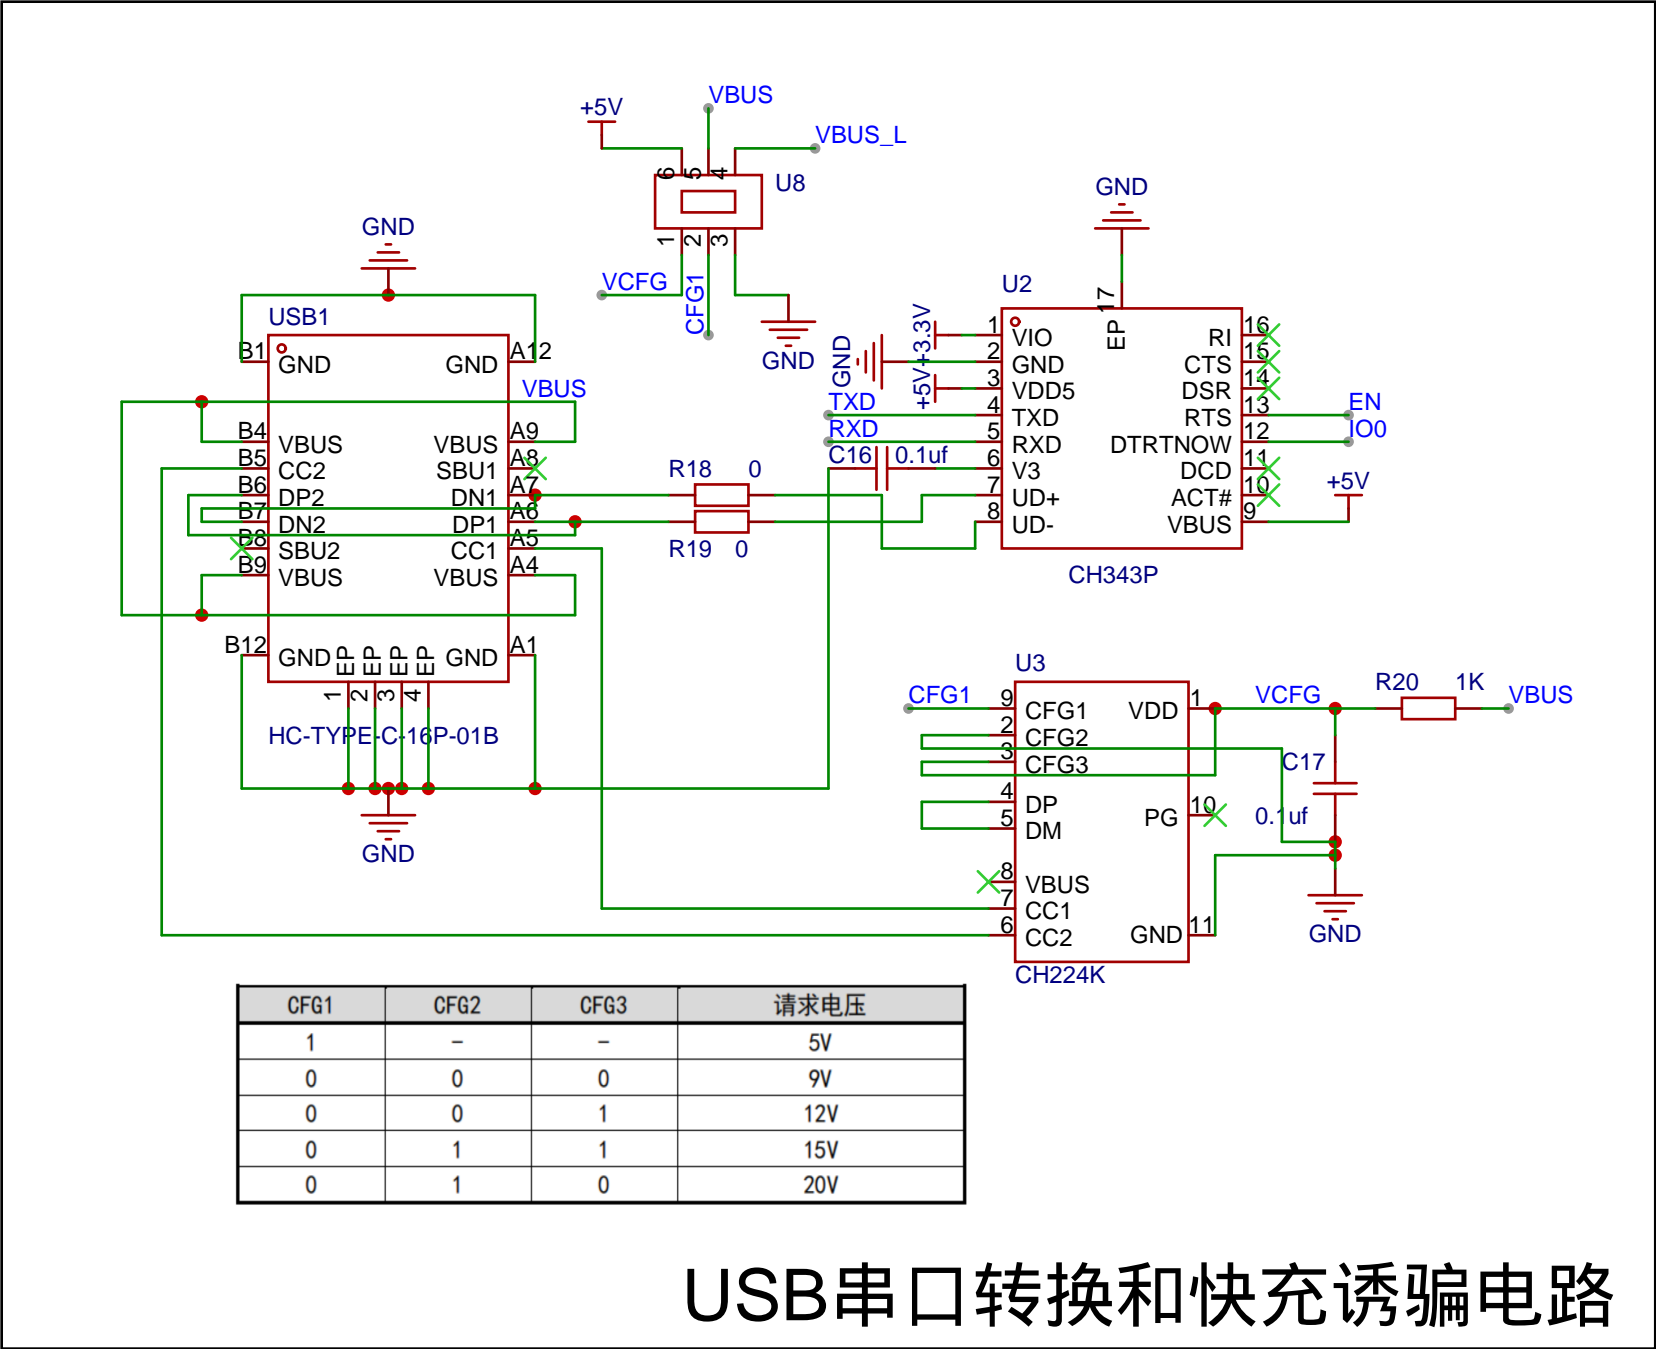 +5V
VBUS
VBUS_L
6
5
4
U8
1
2
3
VCFG
CFG1
GND
GND
USB1
B1
GND
GND
A12
VBUS
B4
VBUS
VBUS
A9
B5
CC2
SBU1
A8
B6
DP2
DN1
A7
B7
DN2
DP1
A6
B8
SBU2
CC1
A5
B9
VBUS
VBUS
A4
B12
GND
EP
EP
EP
EP
GND
A1
1
2
3
4
HC-TYPE-C-16P-01B
GND
R18
0
R19
0
GND
17
U2
EP
+3.3V
GND
+5V
1
VIO
RI
16
2
GND
CTS
15
3
VDD5
DSR
14
TXD
4
TXD
RTS
13
EN
RXD
5
RXD
DTRTNOW
12
IO0
C16
0.1uf
6
V3
DCD
11
7
UD+
ACT#
10
+5V
8
UD-
VBUS
9
CH343P
U3
CFG1
9
CFG1
VDD
1
VCFG
R20
1K
VBUS
2
CFG2
3
CFG3
C17
0.1uf
4
DP
5
DM
PG
10
8
VBUS
7
CC1
6
CC2
GND
11
GND
CH224K
CFG1 CFG2 CFG3 请求电压
1 - - 5V
0 0 0 9V
0 0 1 12V
0 1 1 15V
0 1 0 20V
USB串口转换和快充诱骗电路